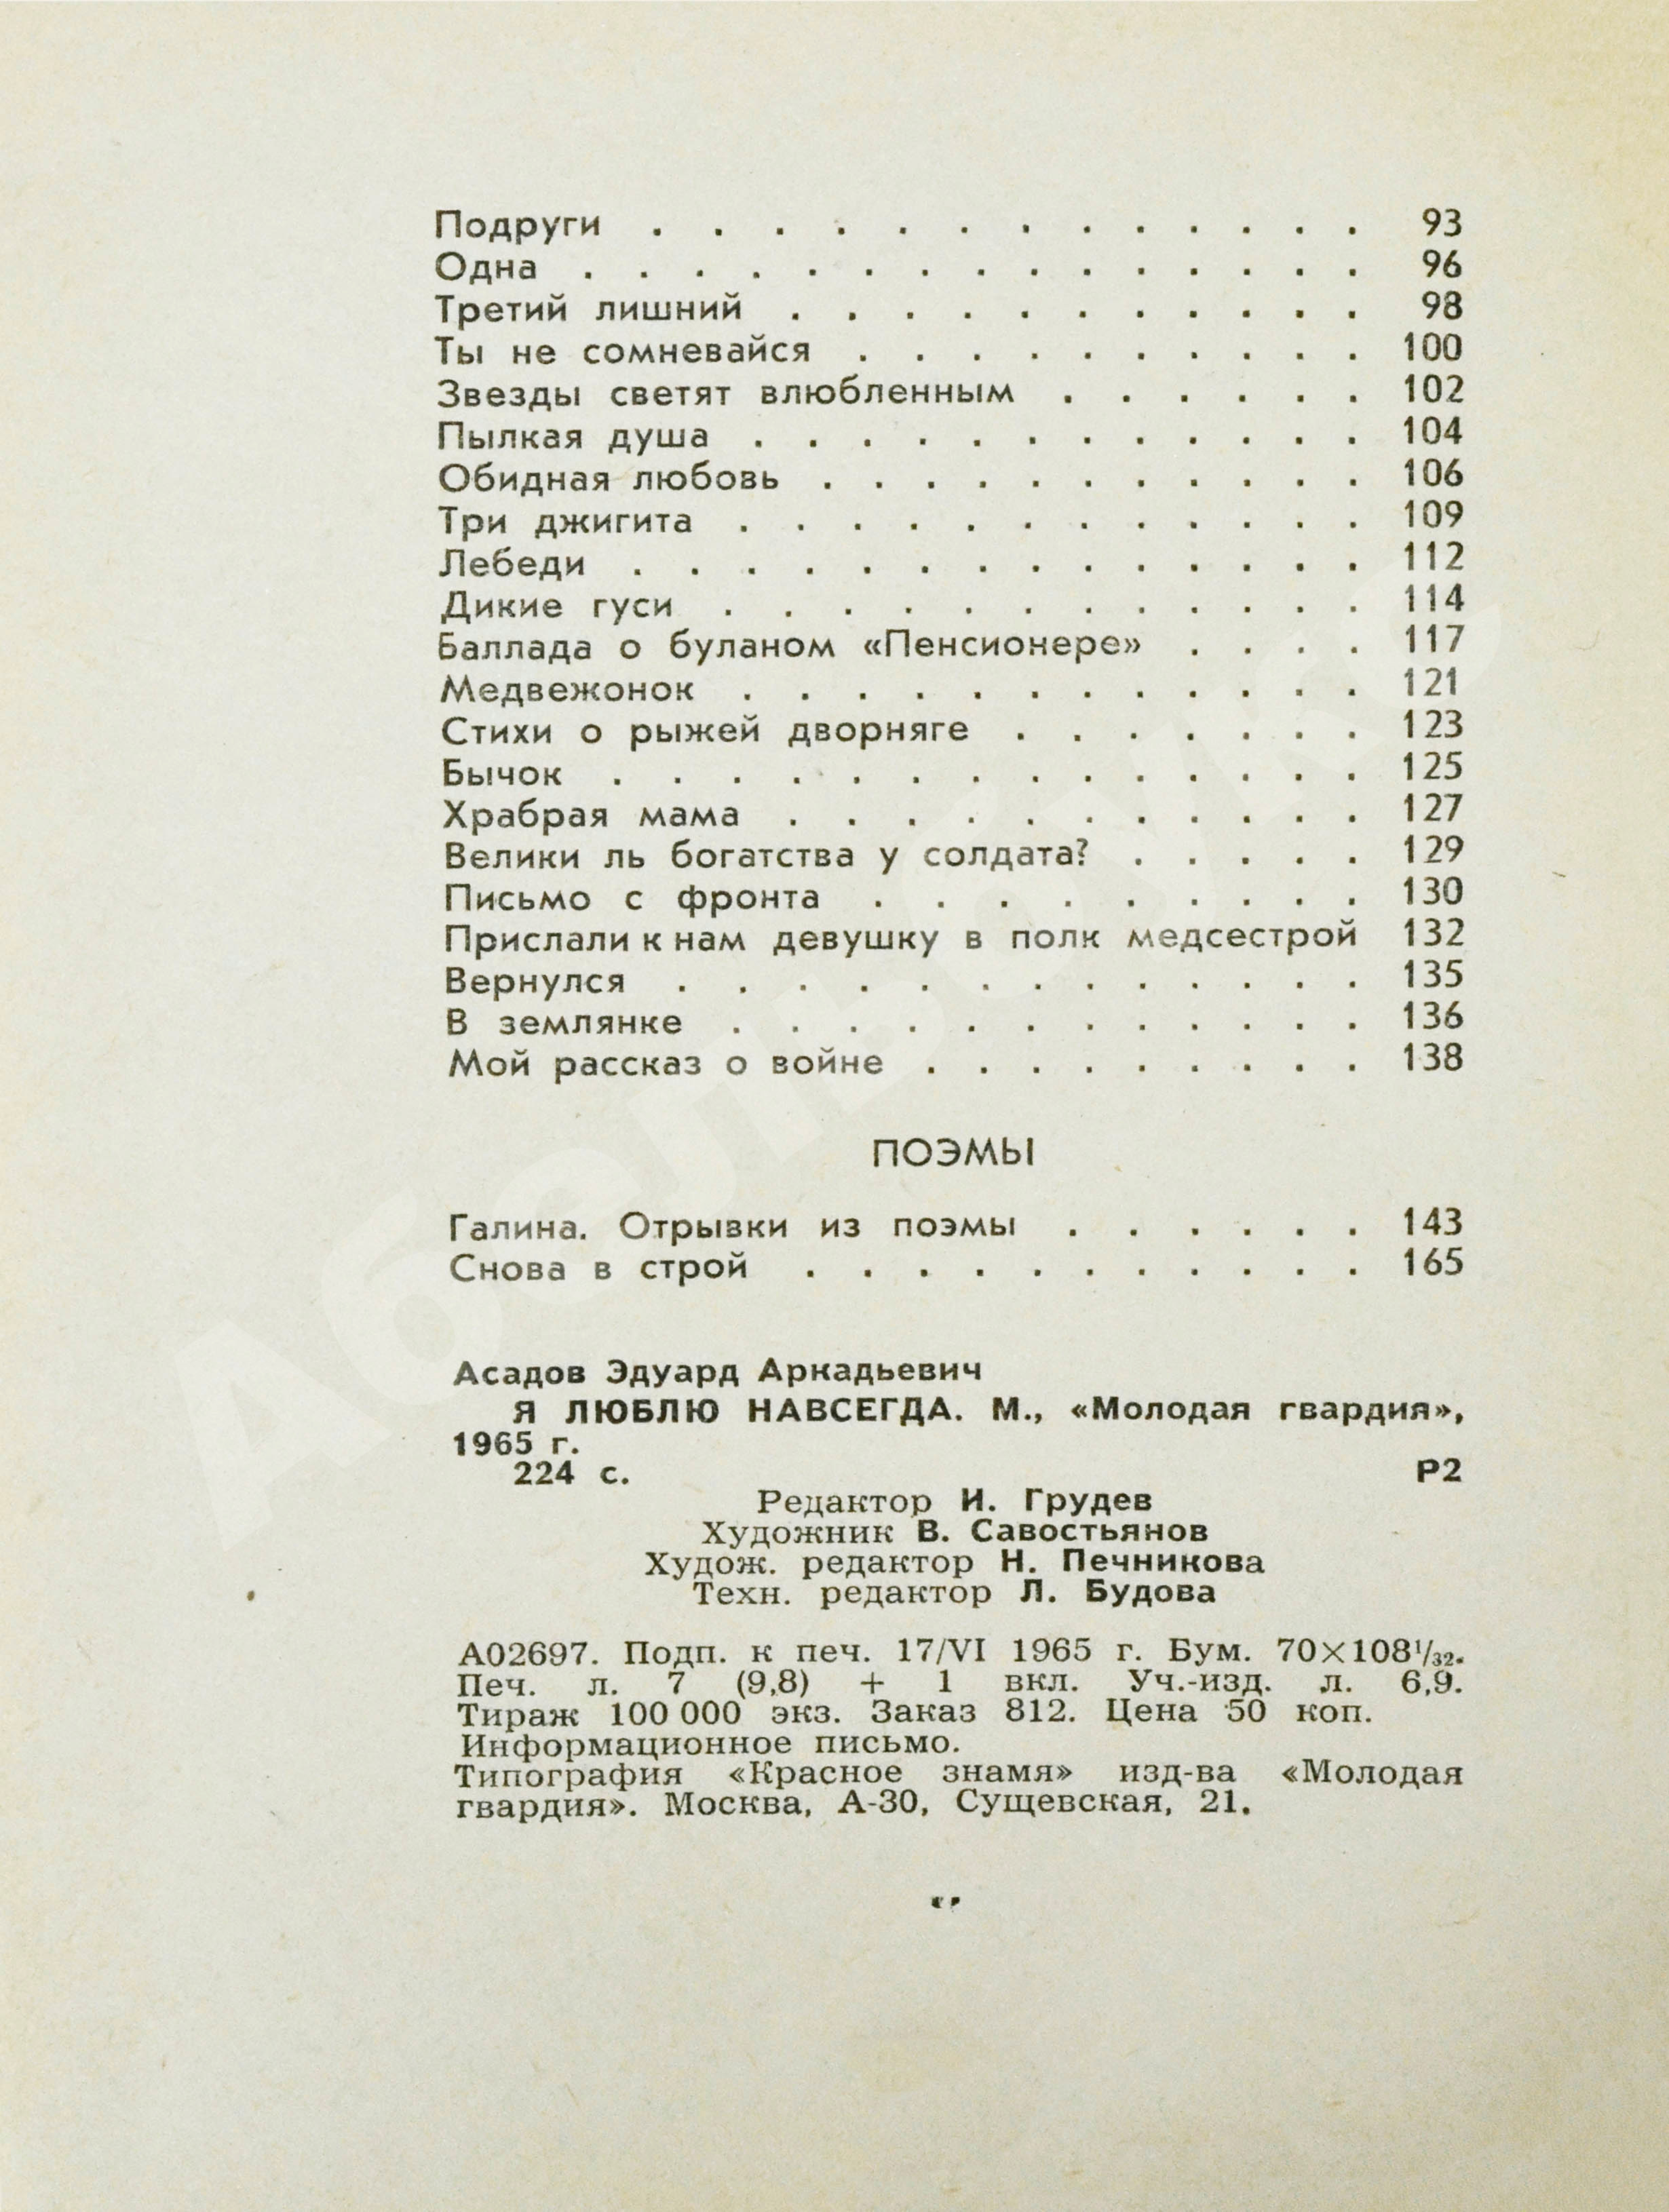 Подруги . . . . . . . . . . . . 93
Одна . . . . . . . . . . . . . . 96
Третий лишний . . . . . . . . . . . 98
Ты не сомневайся . . . . . . . . . . 100
Звезды светят влюбленным . . . . . . 102
Пылкая душа . . . . . . . . . . . . 104
Обидная любовь . . . . . . . . . . . 106
Три джигита . . . . . . . . . . . . 109
Лебеди . . . . . . . . . . . . . . 112
Дикие гуси . . . . . . . . . . . . 114
Баллада о буланом «Пенсионере» . . . . 117
Медвежонок . . . . . . . . . . . . 121
Стихи о рыжей дворняге . . . . . . . 123
Бычок . . . . . . . . . . . . . . 125
Храбрая мама . . . . . . . . . . . 127
Велики ль богатства у солдата? . . . . . 129
Письмо с фронта . . . . . . . . . . 130
Прислали к нам девушку в полк медсестрой 132
Вернулся . . . . . . . . . . . . 135
В землянке . . . . . . . . . . . . 136
Мой рассказ о войне . . . . . . . . . 138
ПОЭМЫ
Галина. Отрывки из поэмы . . . . . . 143
Снова в строй . . . . . . . . . . . 165
Асадов Эдуард Аркадьевич
Я ЛЮБЛЮ НАВСЕГДА. М., «Молодая гвардия»,
1965 г.
224 с. Р2
Редактор И. Грудев
Художник В. Савостьянов
Худож. редактор Н. Печникова
Техн. редактор Л. Будова
А02697. Подп. к печ. 17/VI 1965 г. Бум. 70×108¹/₃₂.
Печ. л. 7 (9,8) + 1 вкл. Уч.-изд. л. 6,9.
Тираж 100 000 экз. Заказ 812. Цена 50 коп.
Информационное письмо.
Типография «Красное знамя» изд-ва «Молодая
гвардия». Москва, А-30, Сущевская, 21.